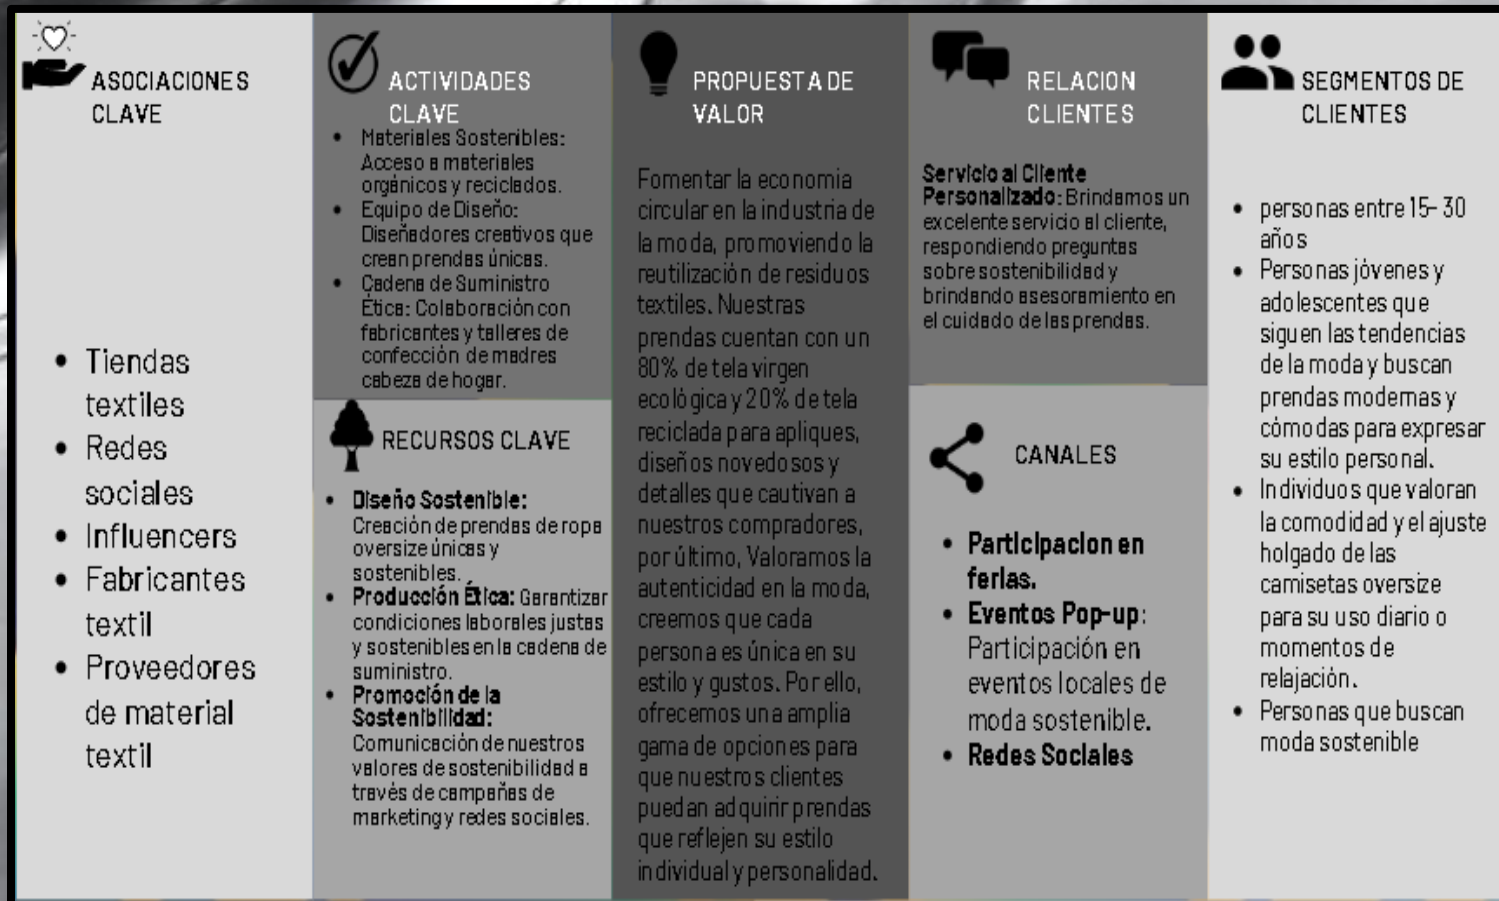 ASOCIACIONES
CLAVE
Tiendas
textiles
Redes
sociales
Influencers
Fabricantes
textil
Proveedores
de material
textil
ACTIVIDADES
CLAVE
Materiales Sostenibles:
Acceso a materiales
orgánicos y reciclados.
Equipo de Diseño:
Diseñadores creativos que
crean prendas únicas.
Cadena de Suministro
Ética: Colaboración con
fabricantes y talleres de
confección de madres
cabeza de hogar.
RECURSOS CLAVE
Diseño Sostenible:
Creación de prendas de ropa
oversize únicas y
sostenibles.
Producción Ética: Garantizar
condiciones laborales justas
y sostenibles en la cadena de
suministro.
Promoción de la
Sostenibilidad:
Comunicación de nuestros
valores de sostenibilidad a
través de campañas de
marketing y redes sociales.
PROPUESTA DE
VALOR
Fomentar la economia
circular en la industria de
la moda, promoviendo la
reutilización de residuos
textiles. Nuestras
prendas cuentan con un
80% de tela virgen
ecológica y 20% de tela
reciclada para apliques,
diseños novedosos y
detalles que cautivan a
nuestros compradores,
por último, Valoramos la
autenticidad en la moda,
creemos que cada
persona es única en su
estilo y gustos. Por ello,
ofrecemos una amplia
gama de opciones para
que nuestros clientes
puedan adquirir prendas
que reflejen su estilo
individual y personalidad.
RELACION
CLIENTES
Servicio al Cliente
Personalizado: Brindamos un
excelente servicio al cliente,
respondiendo preguntas
sobre sostenibilidad y
brindando asesoramiento en
el cuidado de las prendas.
CANALES
Participacion en
ferias.
Eventos Pop-up:
Participación en
eventos locales de
moda sostenible.
Redes Sociales
SEGMENTOS DE
CLIENTES
personas entre 15- 30
años
Personas jóvenes y
adolescentes que
siguen las tendencias
de la moda y buscan
prendas modernas y
cómodas para expresar
su estilo personal.
Individuos que valoran
la comodidad y el ajuste
holgado de las
camisetas oversize
para su uso diario o
momentos de
relajación.
Personas que buscan
moda sostenible